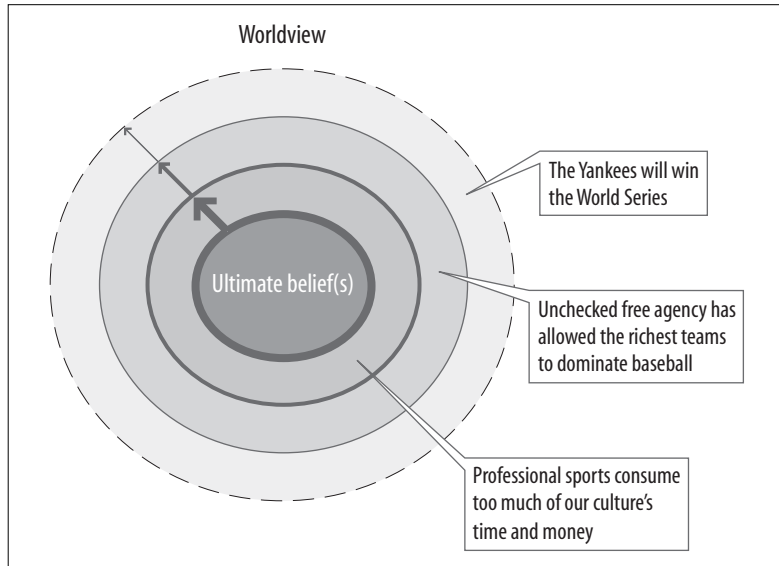 Worldview
The Yankees will win
the World Series
Ultimate belief(s)
Unchecked free agency has
allowed the richest teams
to dominate baseball
Professional sports consume
too much of our culture’s
time and money